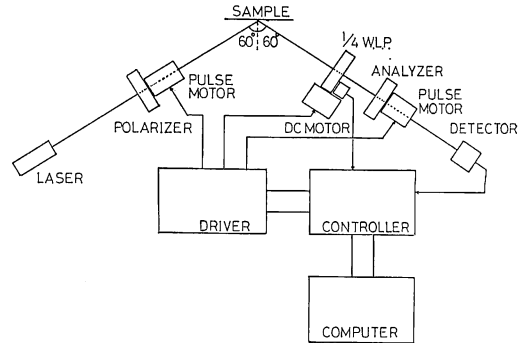 SAMPLE
60° 60°
1/4 W.L.P.
ANALYZER
PULSE
MOTOR
PULSE
MOTOR
POLARIZER
DC MOTOR
DETECTOR
LASER
DRIVER
CONTROLLER
COMPUTER